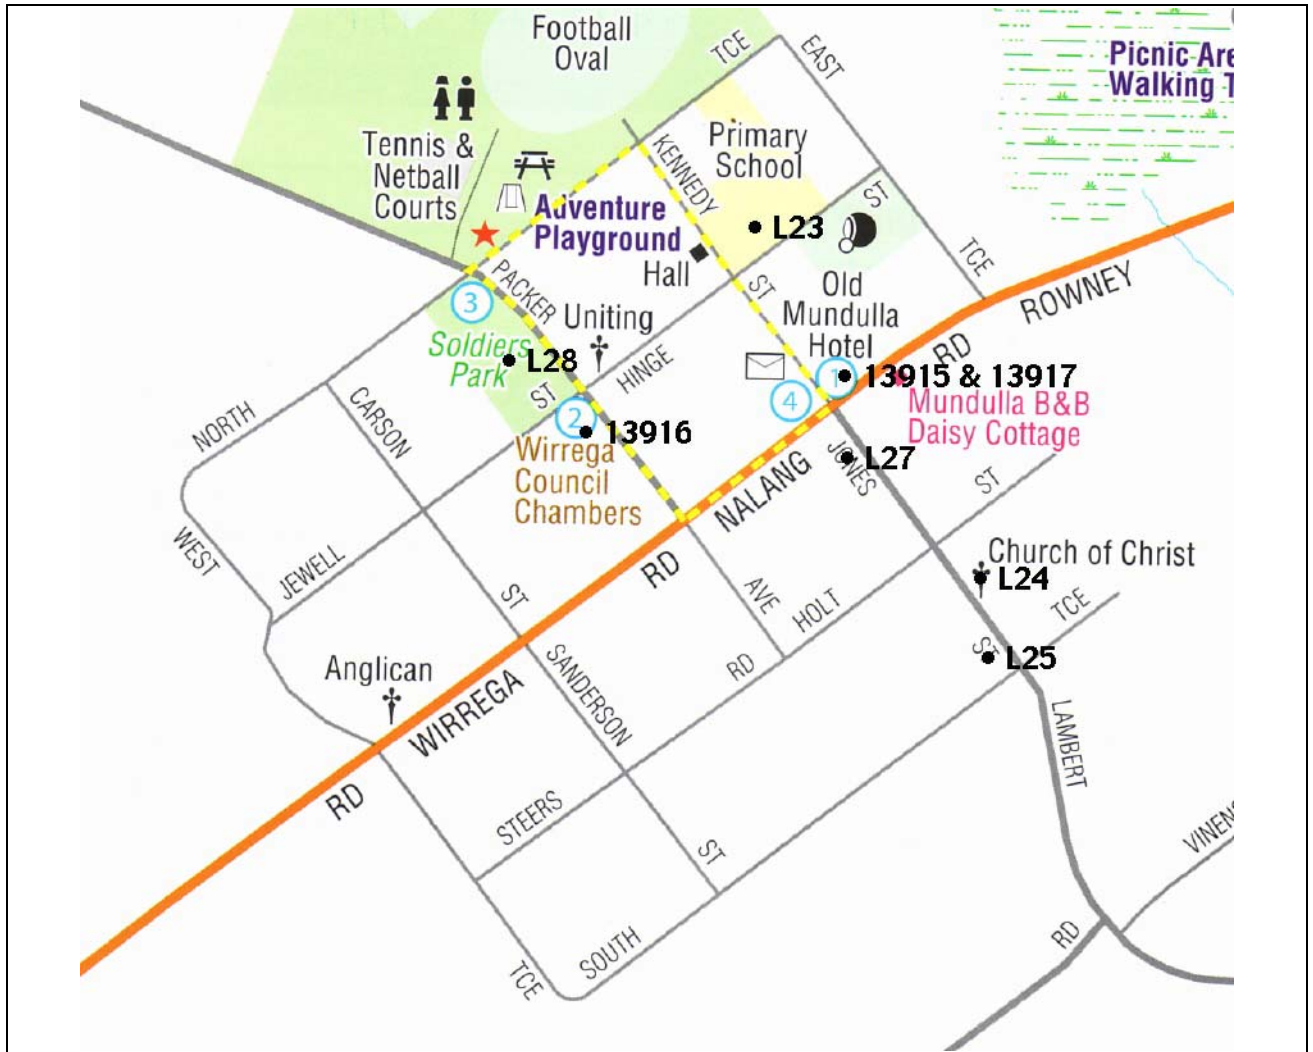 Football
Oval
TCE
EAST
Picnic Are
Walking T
Tennis &
Netball
Courts
Primary
School
KENNEDY
ST
Adventure
Playground
L23
Hall
ST
TCE
PACKER
3
Uniting
Old
Mundulla
Hotel
ROWNEY
RD
Soldiers
Park
L28
HINGE
ST
1
13915 & 13917
4
Mundulla B&B
Daisy Cottage
2
13916
NORTH
CARSON
Wirrega
Council
Chambers
JONES
L27
NALANG
ST
WEST
JEWELL
RD
ST
AVE
HOLT
Church of Christ
L24
TCE
ST
L25
Anglican
WIRREGA
SANDERSON
RD
LAMBERT
RD
STEERS
ST
VINEN
SOUTH
TCE
RD